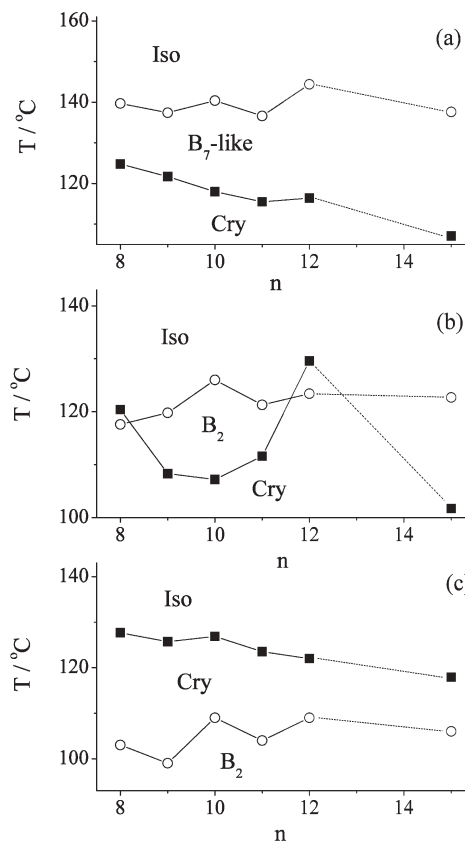 160
(a)
Iso
140
B₇-like
120
Cry
T / °C
8 10 12 14
n
140
(b)
Iso
120
B₂
Cry
100
T / °C
8 10 12 14
n
140
(c)
Iso
120
Cry
100
B₂
T / °C
8 10 12 14
n